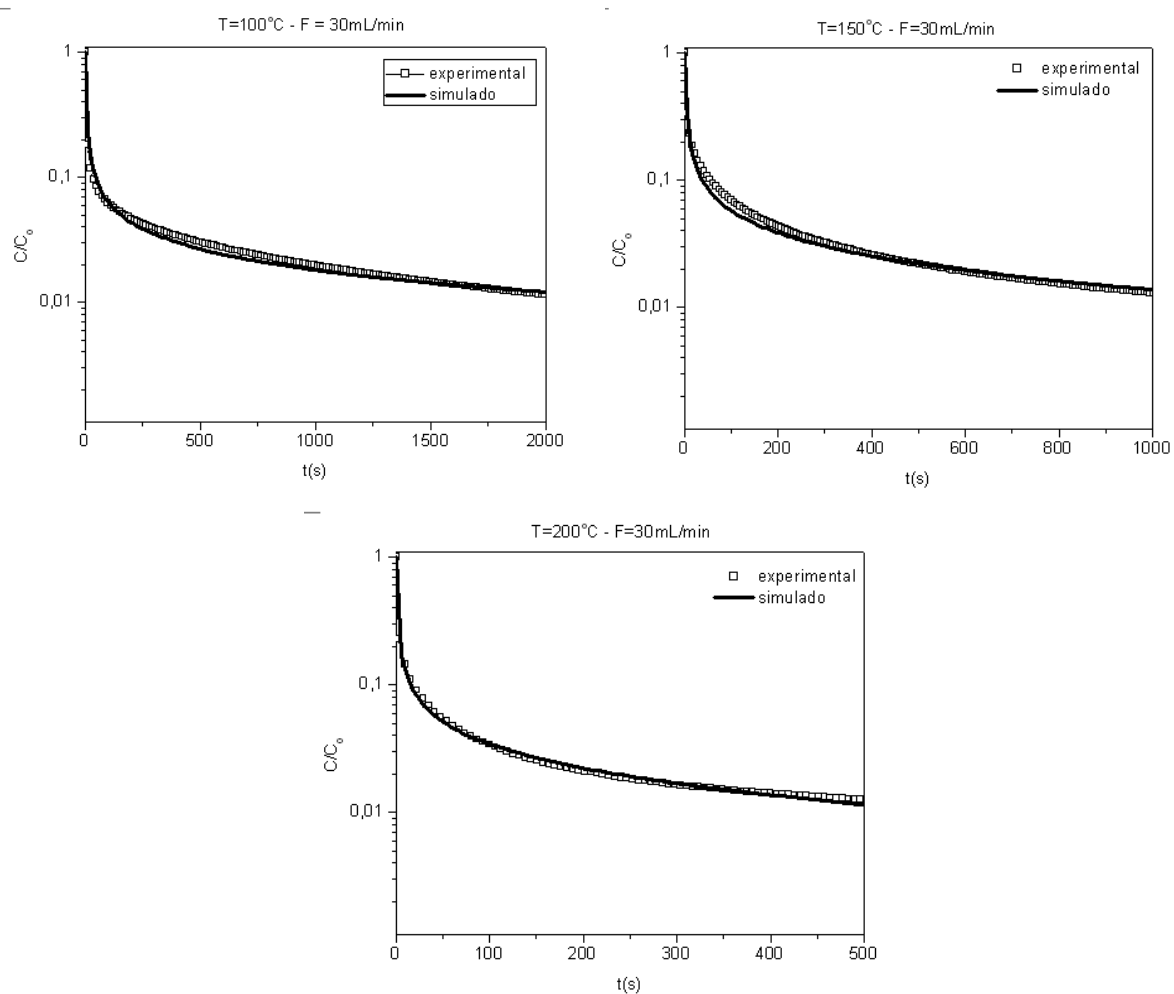 T=100°C - F = 30mL/min
1
0,1
0,01
C/C₀
experimental
simulado
0 500 1000 1500 2000
t(s)
T=150°C - F=30mL/min
1
0,1
0,01
C/C₀
experimental
simulado
0 200 400 600 800 1000
t(s)
T=200°C - F=30mL/min
1
0,1
0,01
C/C₀
experimental
simulado
0 100 200 300 400 500
t(s)